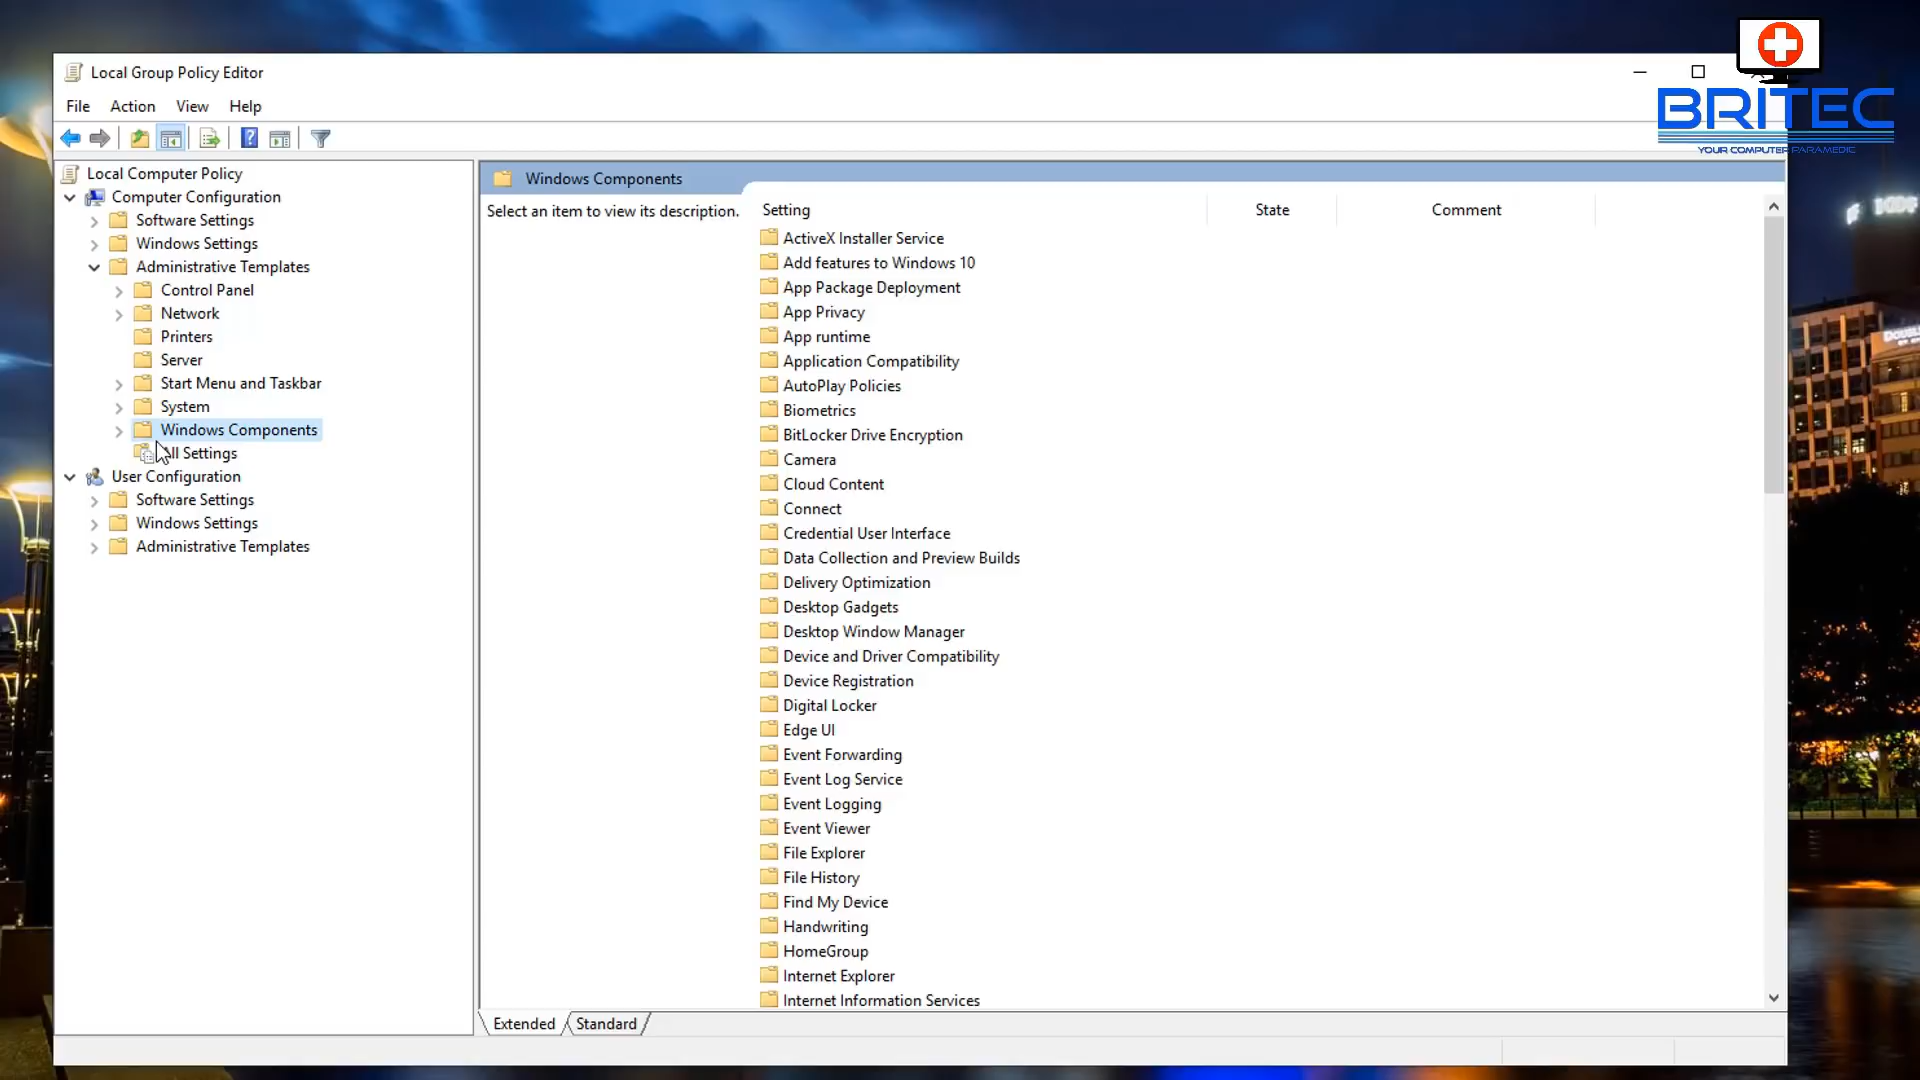 Local Group Policy Editor
BRITEC
YOUR COMPUTER PARAMEDIC
File Action View Help
Local Computer Policy
Computer Configuration
Software Settings
Windows Settings
Administrative Templates
Control Panel
Network
Printers
Server
Start Menu and Taskbar
System
Windows Components
All Settings
User Configuration
Software Settings
Windows Settings
Administrative Templates
Windows Components
Select an item to view its description.
Setting State Comment
ActiveX Installer Service
Add features to Windows 10
App Package Deployment
App Privacy
App runtime
Application Compatibility
AutoPlay Policies
Biometrics
BitLocker Drive Encryption
Camera
Cloud Content
Connect
Credential User Interface
Data Collection and Preview Builds
Delivery Optimization
Desktop Gadgets
Desktop Window Manager
Device and Driver Compatibility
Device Registration
Digital Locker
Edge UI
Event Forwarding
Event Log Service
Event Logging
Event Viewer
File Explorer
File History
Find My Device
Handwriting
HomeGroup
Internet Explorer
Internet Information Services
Extended Standard